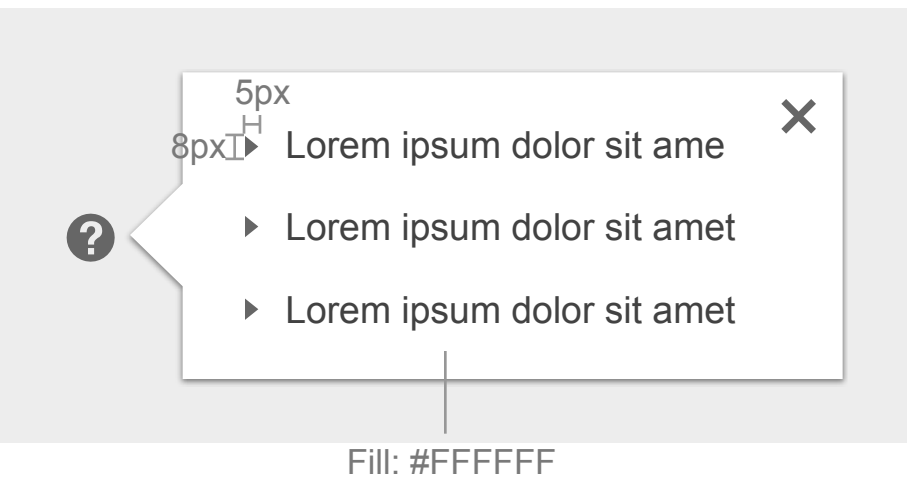 5px
8px
Lorem ipsum dolor sit ame
?
Lorem ipsum dolor sit amet
Lorem ipsum dolor sit amet
Fill: #FFFFFF